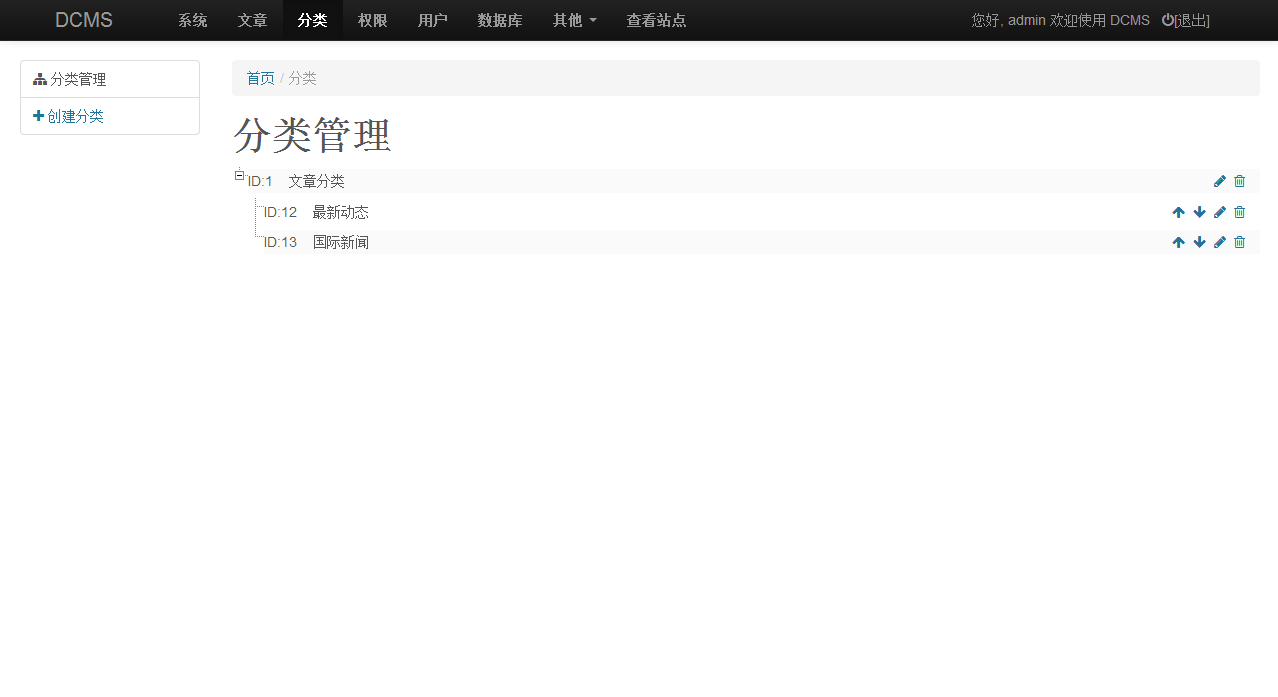 DCMS 系统 文章 分类 权限 用户 数据库 其他 查看站点 您好, admin 欢迎使用 DCMS [退出]
分类管理
创建分类
首页 / 分类
分类管理
ID:1 文章分类
ID:12 最新动态
ID:13 国际新闻